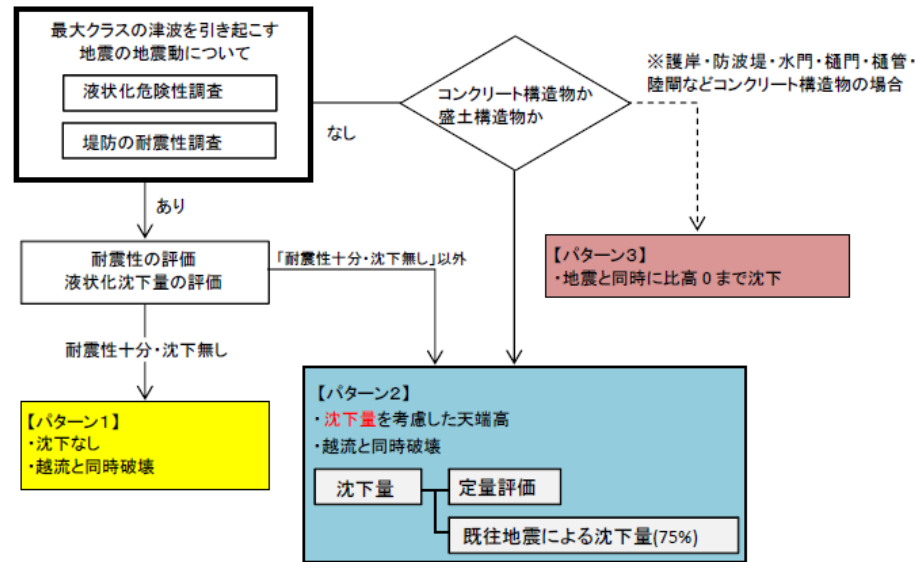 最大クラスの津波を引き起こす
地震の地震動について
液状化危険性調査
堤防の耐震性調査
なし
コンクリート構造物か
盛土構造物か
※護岸・防波堤・水門・樋門・樋管・
陸閘などコンクリート構造物の場合
あり
耐震性の評価
液状化沈下量の評価
「耐震性十分・沈下無し」以外
【パターン３】
・地震と同時に比高０まで沈下
耐震性十分・沈下無し
【パターン１】
・沈下なし
・越流と同時破壊
【パターン２】
・沈下量を考慮した天端高
・越流と同時破壊
沈下量
定量評価
既往地震による沈下量(75%)